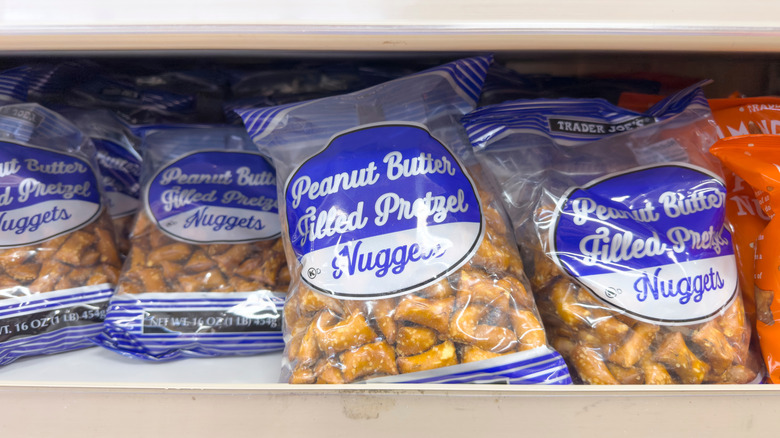 Peanut Butter
Filled Pretzel
Nuggets
WT. 16 OZ (1 LB) 454g
Peanut Butter
Filled Pretzel
Nuggets
NET WT. 16 OZ (1 LB) 454g
Peanut Butter
Filled Pretzel
Nuggets
K
TRADER JOE'S
Peanut Butter
Filled Pretzel
Nuggets